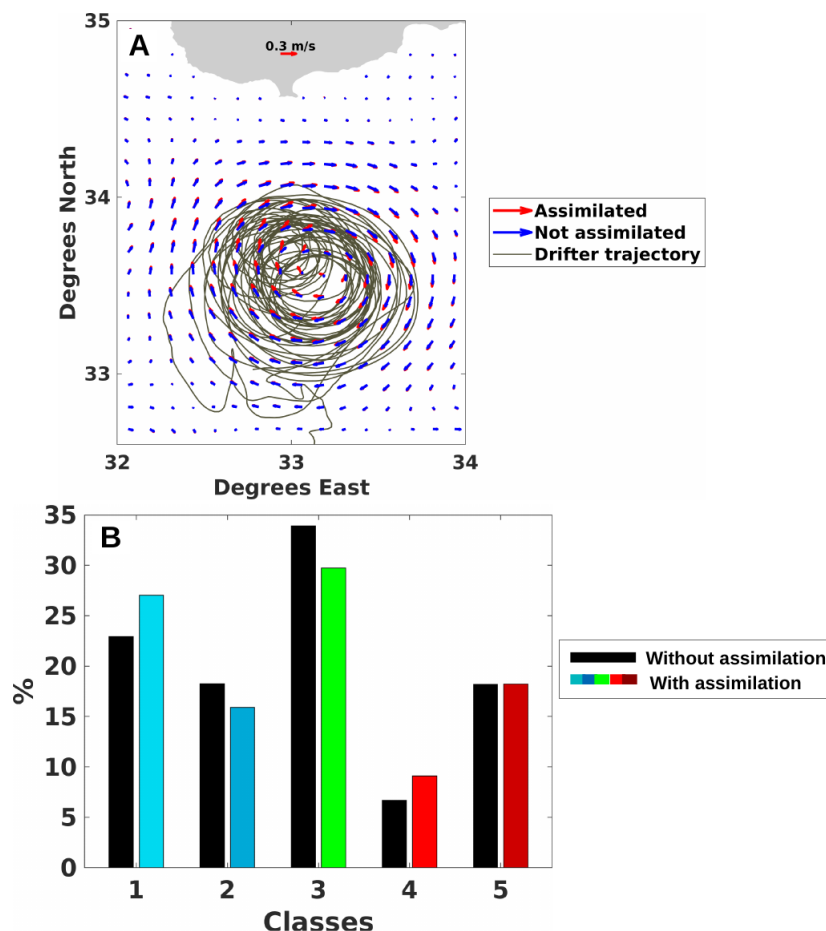 35
A
0.3 m/s
34
33
Degrees North
32
33
34
Degrees East
Assimilated
Not assimilated
Drifter trajectory
35
B
30
25
20
15
10
5
0
%
1
2
3
4
5
Classes
Without assimilation
With assimilation